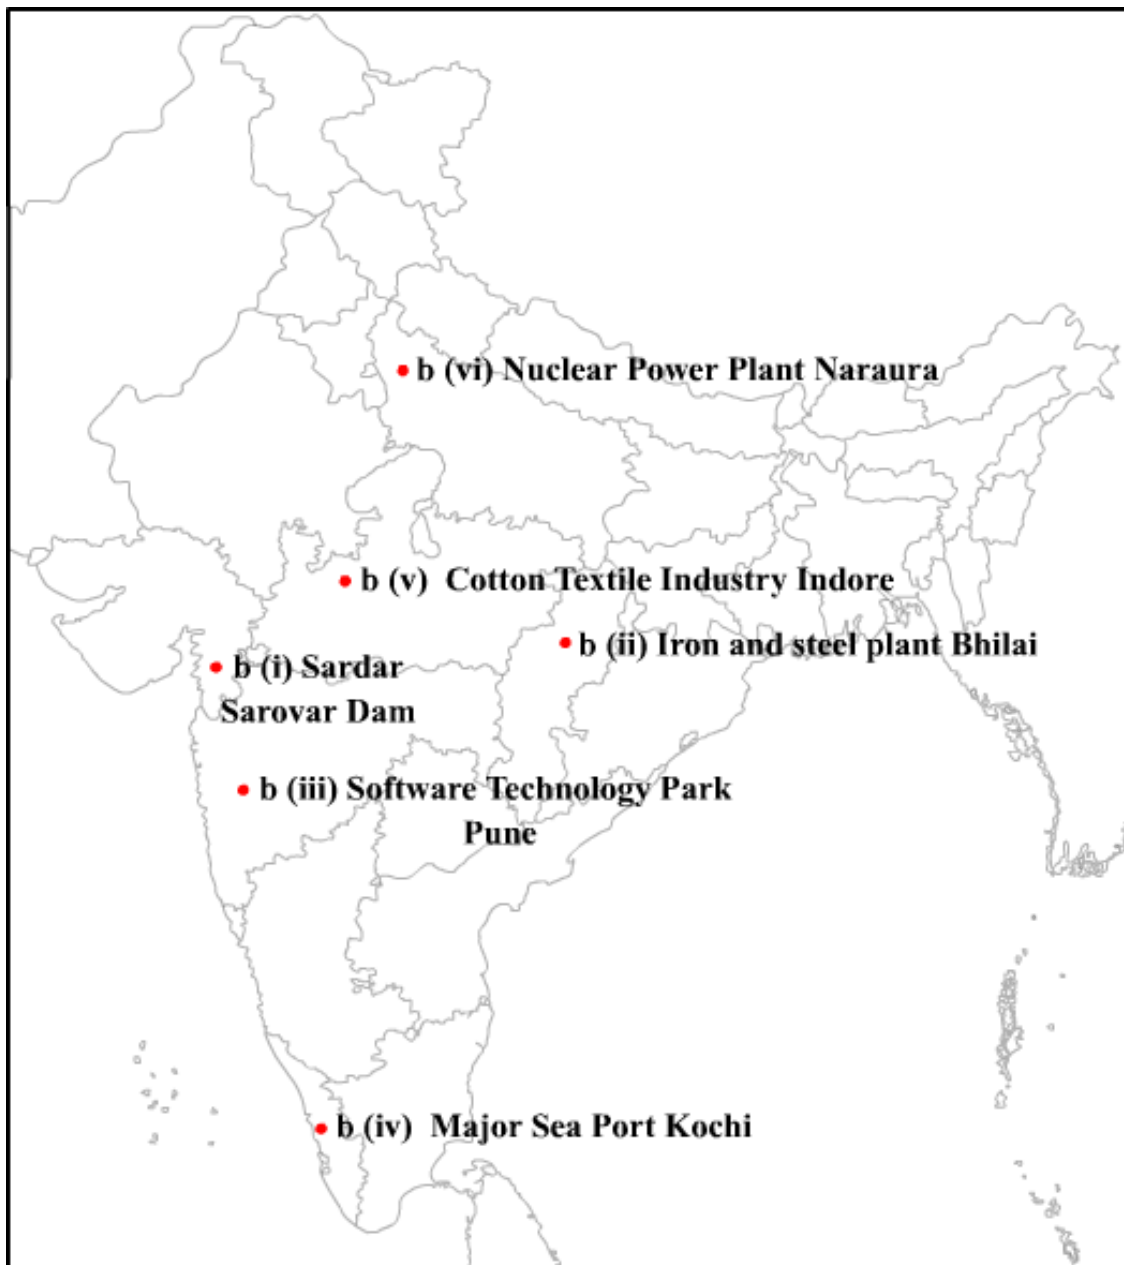 b (vi) Nuclear Power Plant Naraura
b (v) Cotton Textile Industry Indore
b (ii) Iron and steel plant Bhilai
b (i) Sardar
Sarovar Dam
b (iii) Software Technology Park
Pune
b (iv) Major Sea Port Kochi